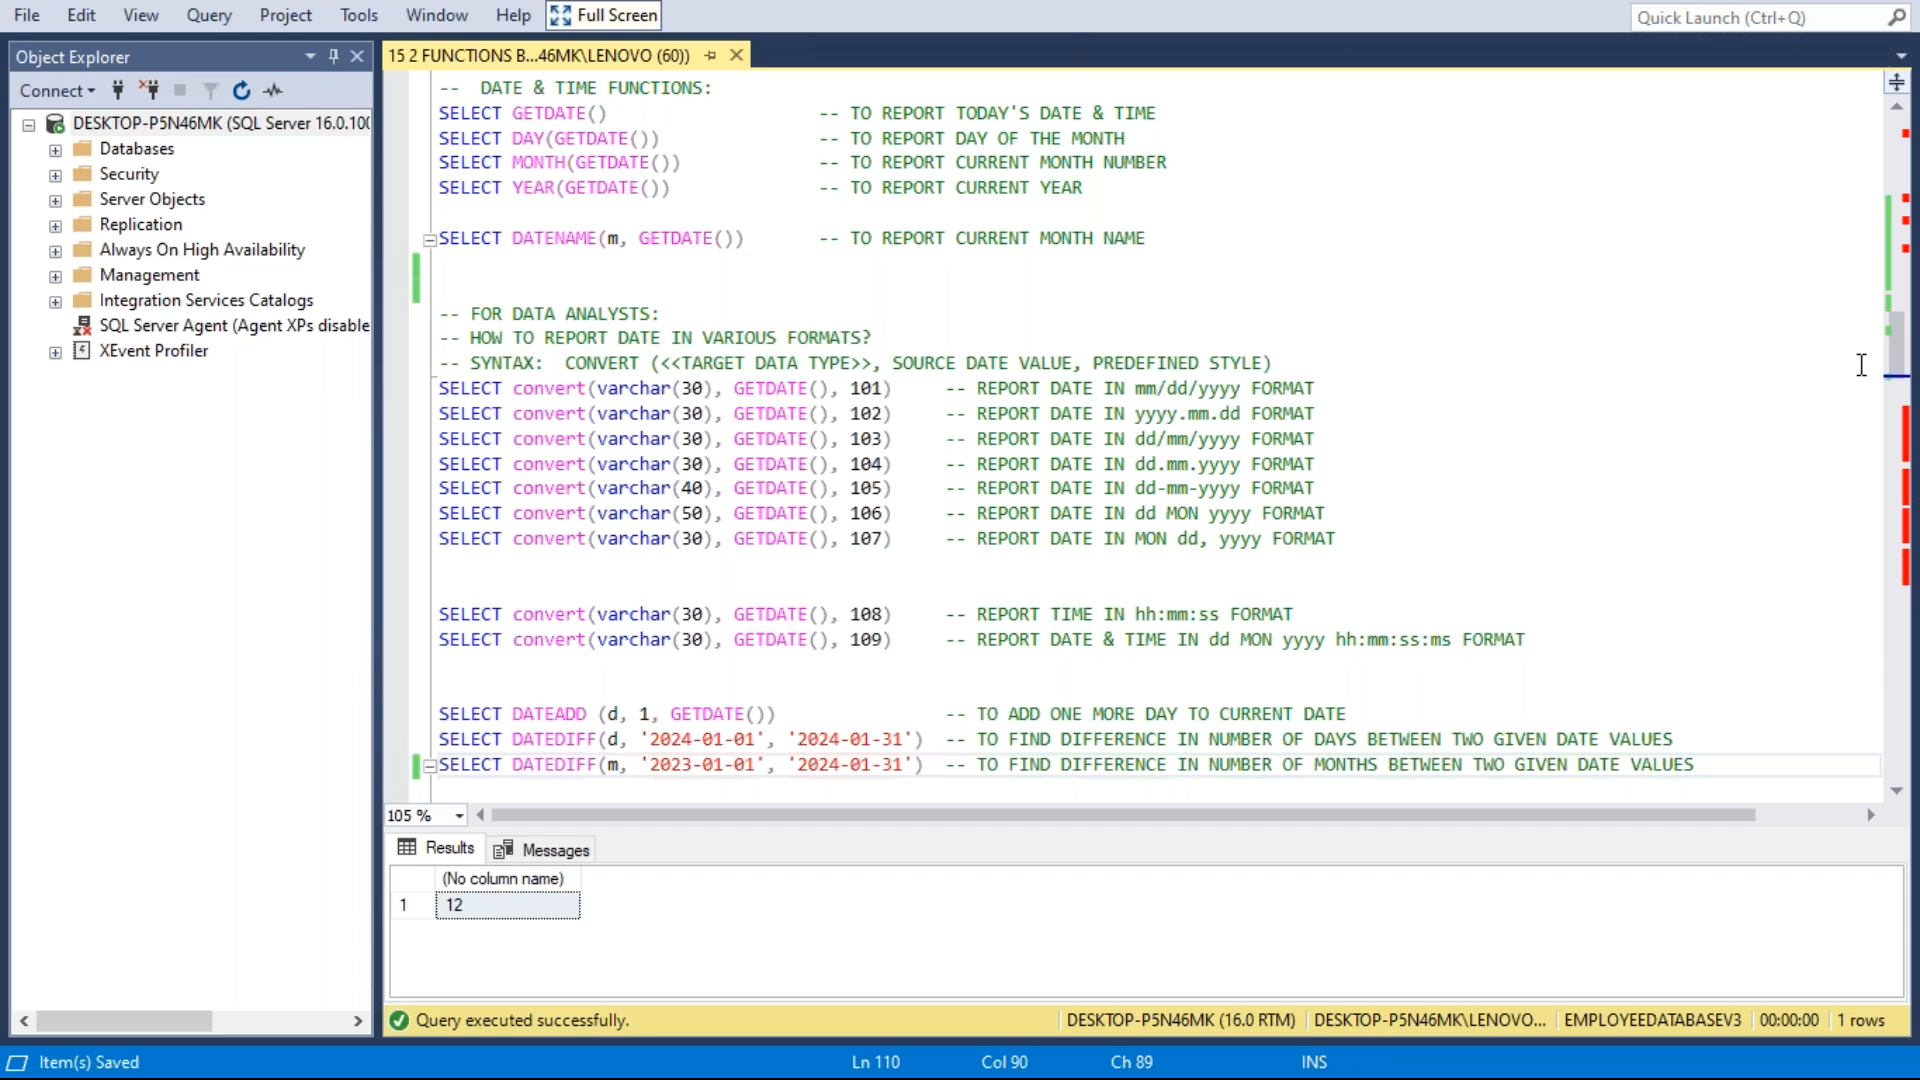 File Edit View Query Project Tools Window Help Full Screen
Quick Launch (Ctrl+Q)
Object Explorer
Connect
DESKTOP-P5N46MK (SQL Server 16.0.100
Databases
Security
Server Objects
Replication
Always On High Availability
Management
Integration Services Catalogs
SQL Server Agent (Agent XPs disable
XEvent Profiler
15 2 FUNCTIONS B...46MK\LENOVO (60))
-- DATE & TIME FUNCTIONS:
SELECT GETDATE() -- TO REPORT TODAY'S DATE & TIME
SELECT DAY(GETDATE()) -- TO REPORT DAY OF THE MONTH
SELECT MONTH(GETDATE()) -- TO REPORT CURRENT MONTH NUMBER
SELECT YEAR(GETDATE()) -- TO REPORT CURRENT YEAR
SELECT DATENAME(m, GETDATE()) -- TO REPORT CURRENT MONTH NAME
-- FOR DATA ANALYSTS:
-- HOW TO REPORT DATE IN VARIOUS FORMATS?
-- SYNTAX: CONVERT (<<TARGET DATA TYPE>>, SOURCE DATE VALUE, PREDEFINED STYLE)
SELECT convert(varchar(30), GETDATE(), 101) -- REPORT DATE IN mm/dd/yyyy FORMAT
SELECT convert(varchar(30), GETDATE(), 102) -- REPORT DATE IN yyyy.mm.dd FORMAT
SELECT convert(varchar(30), GETDATE(), 103) -- REPORT DATE IN dd/mm/yyyy FORMAT
SELECT convert(varchar(30), GETDATE(), 104) -- REPORT DATE IN dd.mm.yyyy FORMAT
SELECT convert(varchar(40), GETDATE(), 105) -- REPORT DATE IN dd-mm-yyyy FORMAT
SELECT convert(varchar(50), GETDATE(), 106) -- REPORT DATE IN dd MON yyyy FORMAT
SELECT convert(varchar(30), GETDATE(), 107) -- REPORT DATE IN MON dd, yyyy FORMAT
SELECT convert(varchar(30), GETDATE(), 108) -- REPORT TIME IN hh:mm:ss FORMAT
SELECT convert(varchar(30), GETDATE(), 109) -- REPORT DATE & TIME IN dd MON yyyy hh:mm:ss:ms FORMAT
SELECT DATEADD (d, 1, GETDATE()) -- TO ADD ONE MORE DAY TO CURRENT DATE
SELECT DATEDIFF(d, '2024-01-01', '2024-01-31') -- TO FIND DIFFERENCE IN NUMBER OF DAYS BETWEEN TWO GIVEN DATE VALUES
SELECT DATEDIFF(m, '2023-01-01', '2024-01-31') -- TO FIND DIFFERENCE IN NUMBER OF MONTHS BETWEEN TWO GIVEN DATE VALUES
105 %
Results Messages
(No column name)
1 12
Query executed successfully. DESKTOP-P5N46MK (16.0 RTM) DESKTOP-P5N46MK\LENOVO... EMPLOYEEDATABASEV3 00:00:00 1 rows
Item(s) Saved Ln 110 Col 90 Ch 89 INS